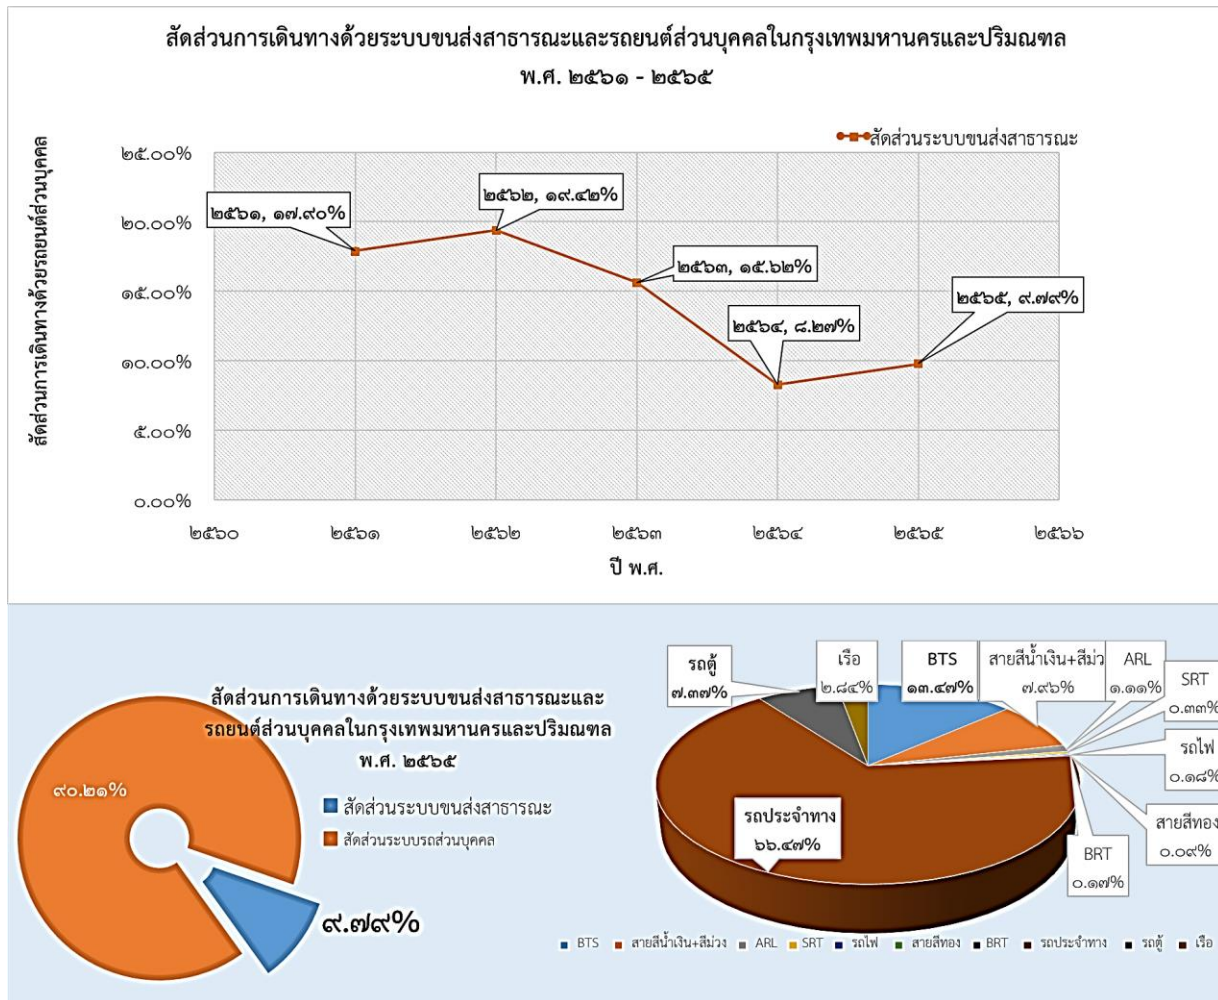 สัดส่วนการเดินทางด้วยระบบขนส่งสาธารณะและรถยนต์ส่วนบุคคลในกรุงเทพมหานครและปริมณฑล
พ.ศ. ๒๕๖๑ - ๒๕๖๕
สัดส่วนระบบขนส่งสาธารณะ
สัดส่วนการเดินทางด้วยรถยนต์ส่วนบุคคล
๒๕.๐๐%
๒๐.๐๐%
๑๕.๐๐%
๑๐.๐๐%
๕.๐๐%
๐.๐๐%
๒๕๖๑, ๑๗.๙๐%
๒๕๖๒, ๑๙.๔๒%
๒๕๖๓, ๑๕.๖๒%
๒๕๖๔, ๘.๒๗%
๒๕๖๕, ๙.๗๙%
๒๕๖๐
๒๕๖๑
๒๕๖๒
๒๕๖๓
๒๕๖๔
๒๕๖๕
๒๕๖๖
ปี พ.ศ.
สัดส่วนการเดินทางด้วยระบบขนส่งสาธารณะและ
รถยนต์ส่วนบุคคลในกรุงเทพมหานครและปริมณฑล
พ.ศ. ๒๕๖๕
๙๐.๒๑%
สัดส่วนระบบขนส่งสาธารณะ
สัดส่วนระบบรถส่วนบุคคล
๙.๗๙%
รถตู้
๗.๓๗%
เรือ
๒.๘๔%
BTS
๑๓.๔๗%
สายสีน้ำเงิน+สีม่ว
๗.๙๖%
ARL
๑.๑๑%
SRT
๐.๓๓%
รถไฟ
๐.๑๘%
สายสีทอง
๐.๐๙%
BRT
๐.๑๗%
รถประจำทาง
๖๖.๔๗%
BTS สายสีน้ำเงิน+สีม่วง ARL SRT รถไฟ สายสีทอง BRT รถประจำทาง รถตู้ เรือ